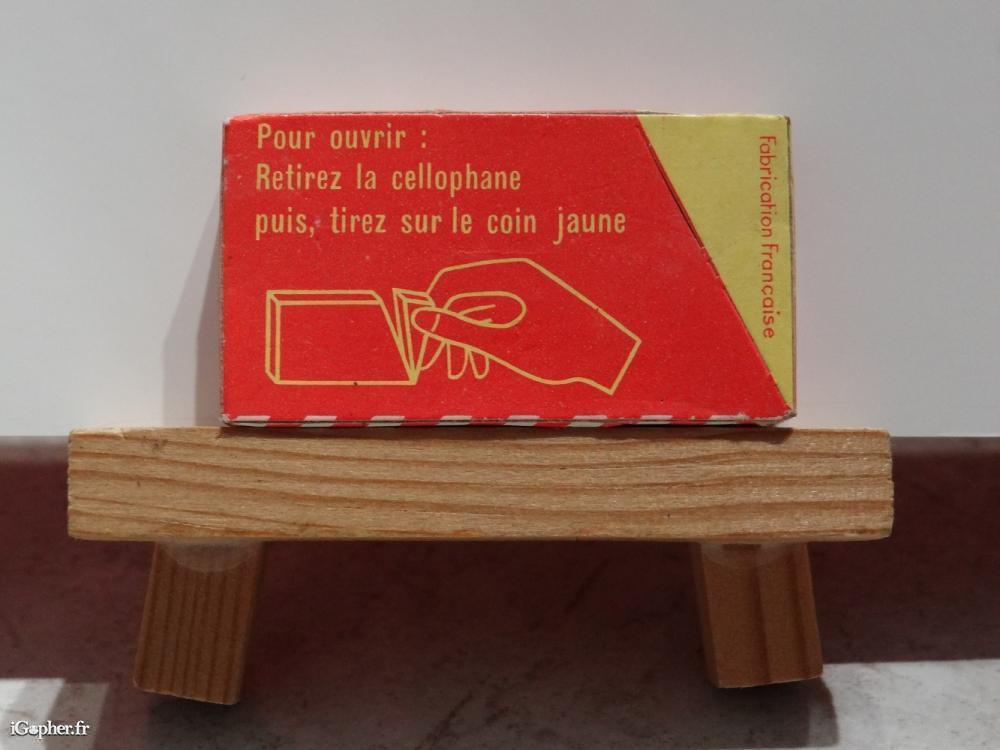 Pour ouvrir :
Retirez la cellophane
puis, tirez sur le coin jaune
Fabrication Française
iGopher.fr